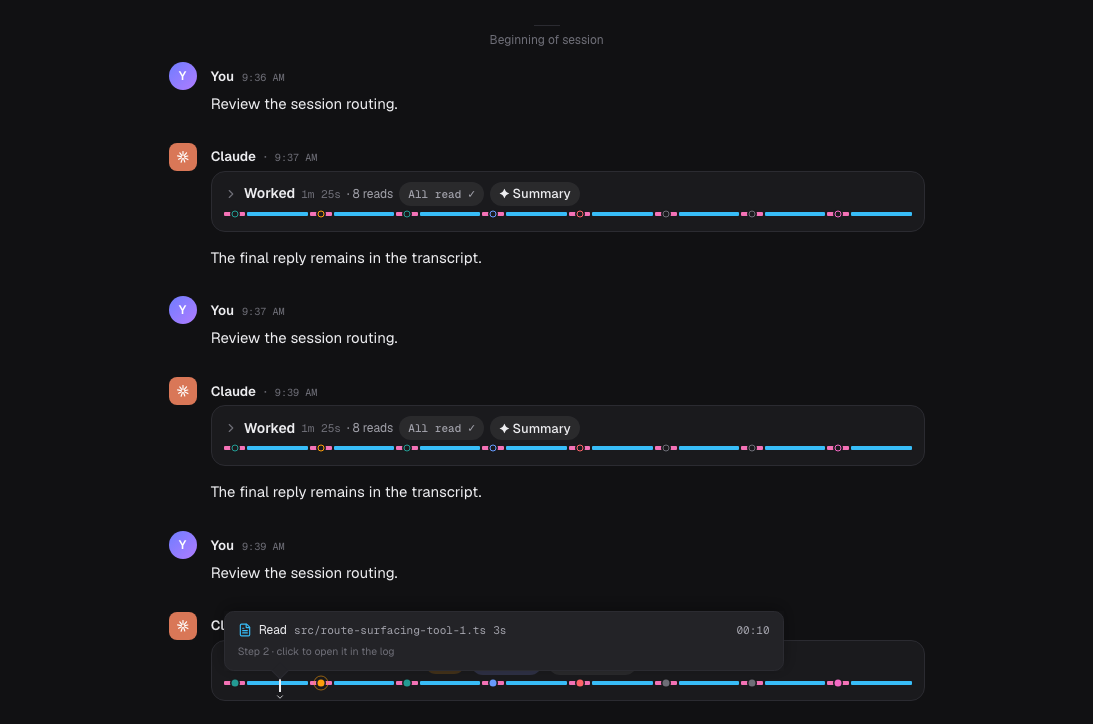 Beginning of session
Y You 9:36 AM
Review the session routing.
Claude · 9:37 AM
Worked 1m 25s · 8 reads All read ✓ ✦ Summary
The final reply remains in the transcript.
Y You 9:37 AM
Review the session routing.
Claude · 9:39 AM
Worked 1m 25s · 8 reads All read ✓ ✦ Summary
The final reply remains in the transcript.
Y You 9:39 AM
Review the session routing.
Cl
Read src/route-surfacing-tool-1.ts 3s 00:10
Step 2 · click to open it in the log